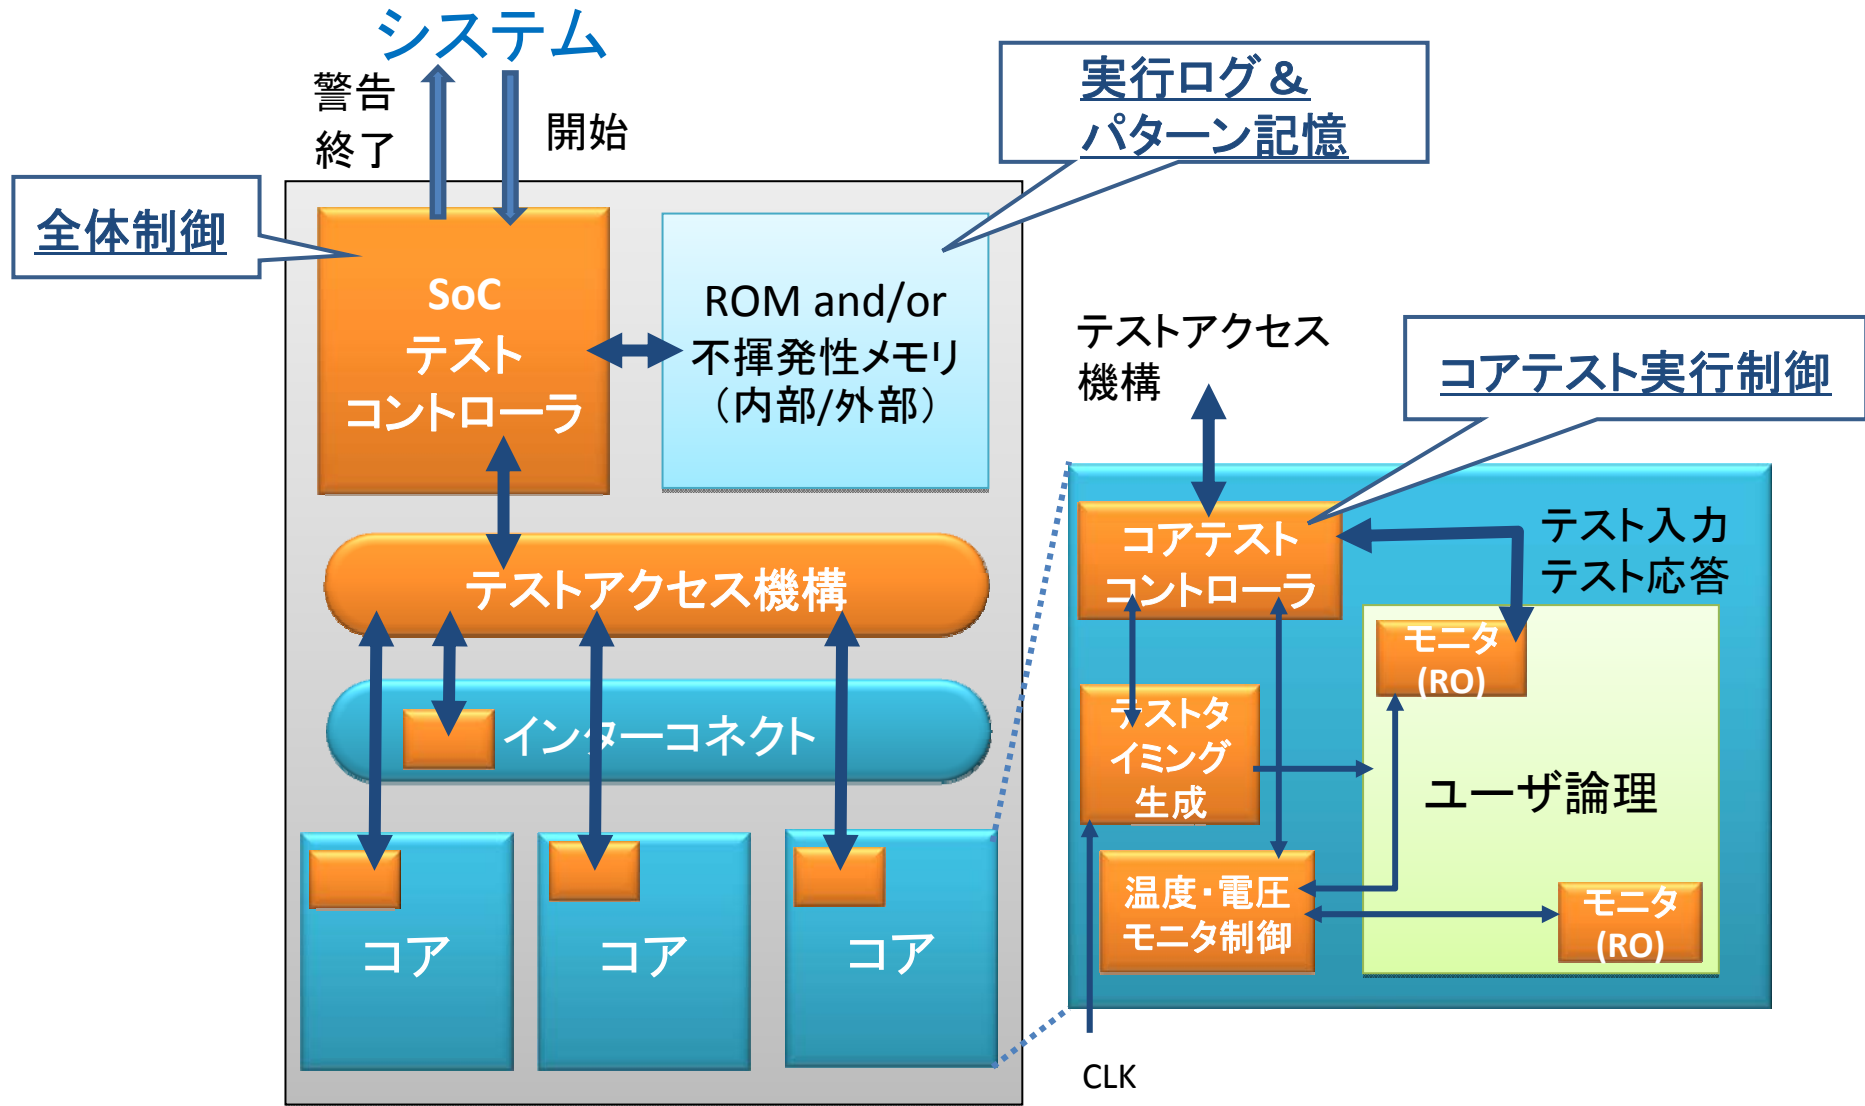 システム
警告
終了
開始
実行ログ＆
パターン記憶
全体制御
SoC
テスト
コントローラ
ROM and/or
不揮発性メモリ
（内部/外部）
テストアクセス機構
インターコネクト
コア
コア
コア
テストアクセス
機構
コアテスト実行制御
コアテスト
コントローラ
テスト入力
テスト応答
モニタ
(RO)
テストタ
イミング
生成
ユーザ論理
温度・電圧
モニタ制御
モニタ
(RO)
CLK